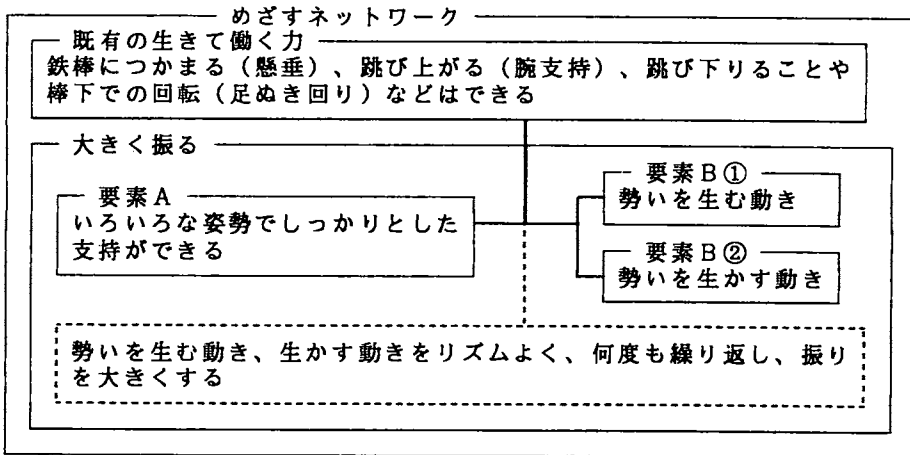 めざすネットワーク
既有の生きて働く力
鉄棒につかまる（懸垂）、跳び上がる（腕支持）、跳び下りることや
棒下での回転（足ぬき回り）などはできる
大きく振る
要素Ａ
いろいろな姿勢でしっかりとした
支持ができる
要素Ｂ①
勢いを生む動き
要素Ｂ②
勢いを生かす動き
勢いを生む動き、生かす動きをリズムよく、何度も繰り返し、振り
を大きくする